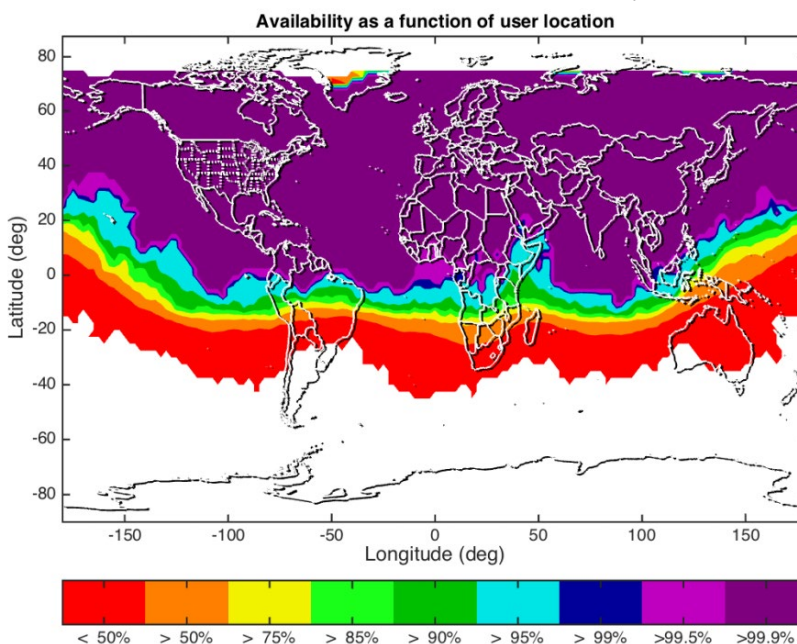 Availability as a function of user location
80
60
40
20
0
-20
-40
-60
-80
Latitude (deg)
-150 -100 -50 0 50 100 150
Longitude (deg)
< 50% > 50% > 75% > 85% > 90% > 95% > 99% >99.5% >99.9%